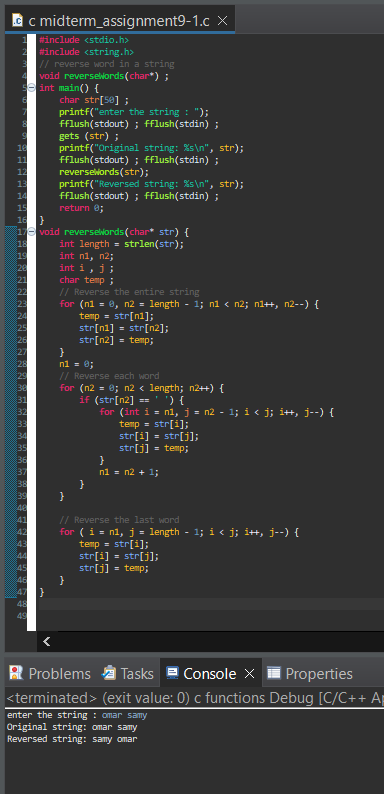 c midterm_assignment9-1.c
1 #include <stdio.h>
2 #include <string.h>
3 // reverse word in a string
4 void reverseWords(char*) ;
5 int main() {
6 char str[50] ;
7 printf("enter the string : ");
8 fflush(stdout) ; fflush(stdin) ;
9 gets (str) ;
10 printf("Original string: %s\n", str);
11 fflush(stdout) ; fflush(stdin) ;
12 reverseWords(str);
13 printf("Reversed string: %s\n", str);
14 fflush(stdout) ; fflush(stdin) ;
15 return 0;
16 }
17 void reverseWords(char* str) {
18 int length = strlen(str);
19 int n1, n2;
20 int i , j ;
21 char temp ;
22 // Reverse the entire string
23 for (n1 = 0, n2 = length - 1; n1 < n2; n1++, n2--) {
24 temp = str[n1];
25 str[n1] = str[n2];
26 str[n2] = temp;
27 }
28 n1 = 0;
29 // Reverse each word
30 for (n2 = 0; n2 < length; n2++) {
31 if (str[n2] == ' ') {
32 for (int i = n1, j = n2 - 1; i < j; i++, j--) {
33 temp = str[i];
34 str[i] = str[j];
35 str[j] = temp;
36 }
37 n1 = n2 + 1;
38 }
39 }
40
41 // Reverse the last word
42 for ( i = n1, j = length - 1; i < j; i++, j--) {
43 temp = str[i];
44 str[i] = str[j];
45 str[j] = temp;
46 }
47 }
48
49
Problems Tasks Console Properties
<terminated> (exit value: 0) c functions Debug [C/C++ Ap
enter the string : omar samy
Original string: omar samy
Reversed string: samy omar